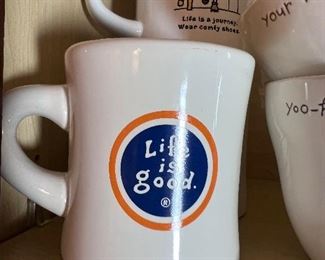 Life is a journey.
Wear comfy shoes.
your
yoo-
Life
is
good.
®